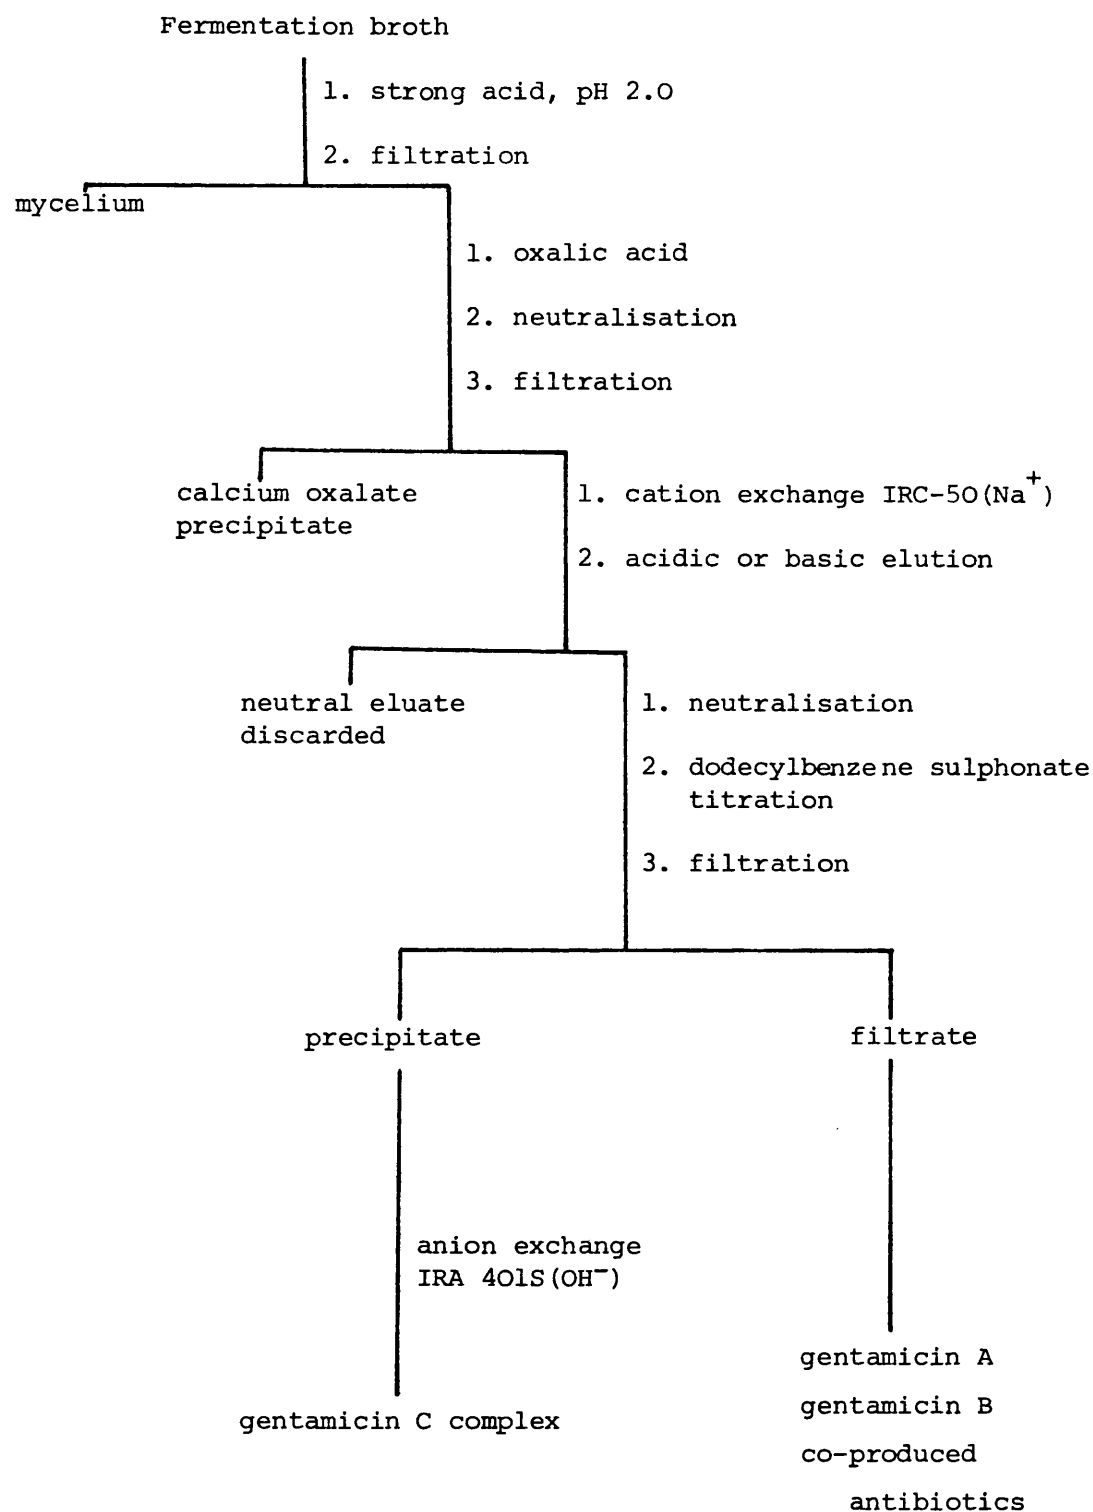 Fermentation broth
1. strong acid, pH 2.0
2. filtration
mycelium
1. oxalic acid
2. neutralisation
3. filtration
calcium oxalate
precipitate
1. cation exchange IRC-50(Na⁺)
2. acidic or basic elution
neutral eluate
discarded
1. neutralisation
2. dodecylbenzene sulphonate
titration
3. filtration
precipitate
filtrate
anion exchange
IRA 401S(OH⁻)
gentamicin C complex
gentamicin A
gentamicin B
co-produced
antibiotics